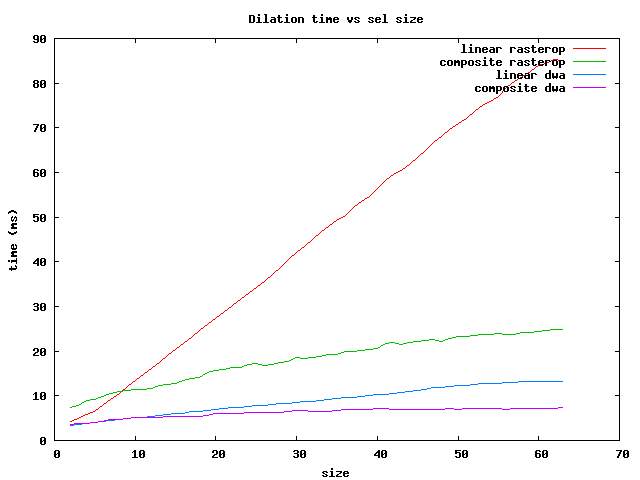 Dilation time vs sel size
linear rasterop
composite rasterop
linear dwa
composite dwa
90
80
70
60
50
40
30
20
10
0
time (ms)
0 10 20 30 40 50 60 70
size